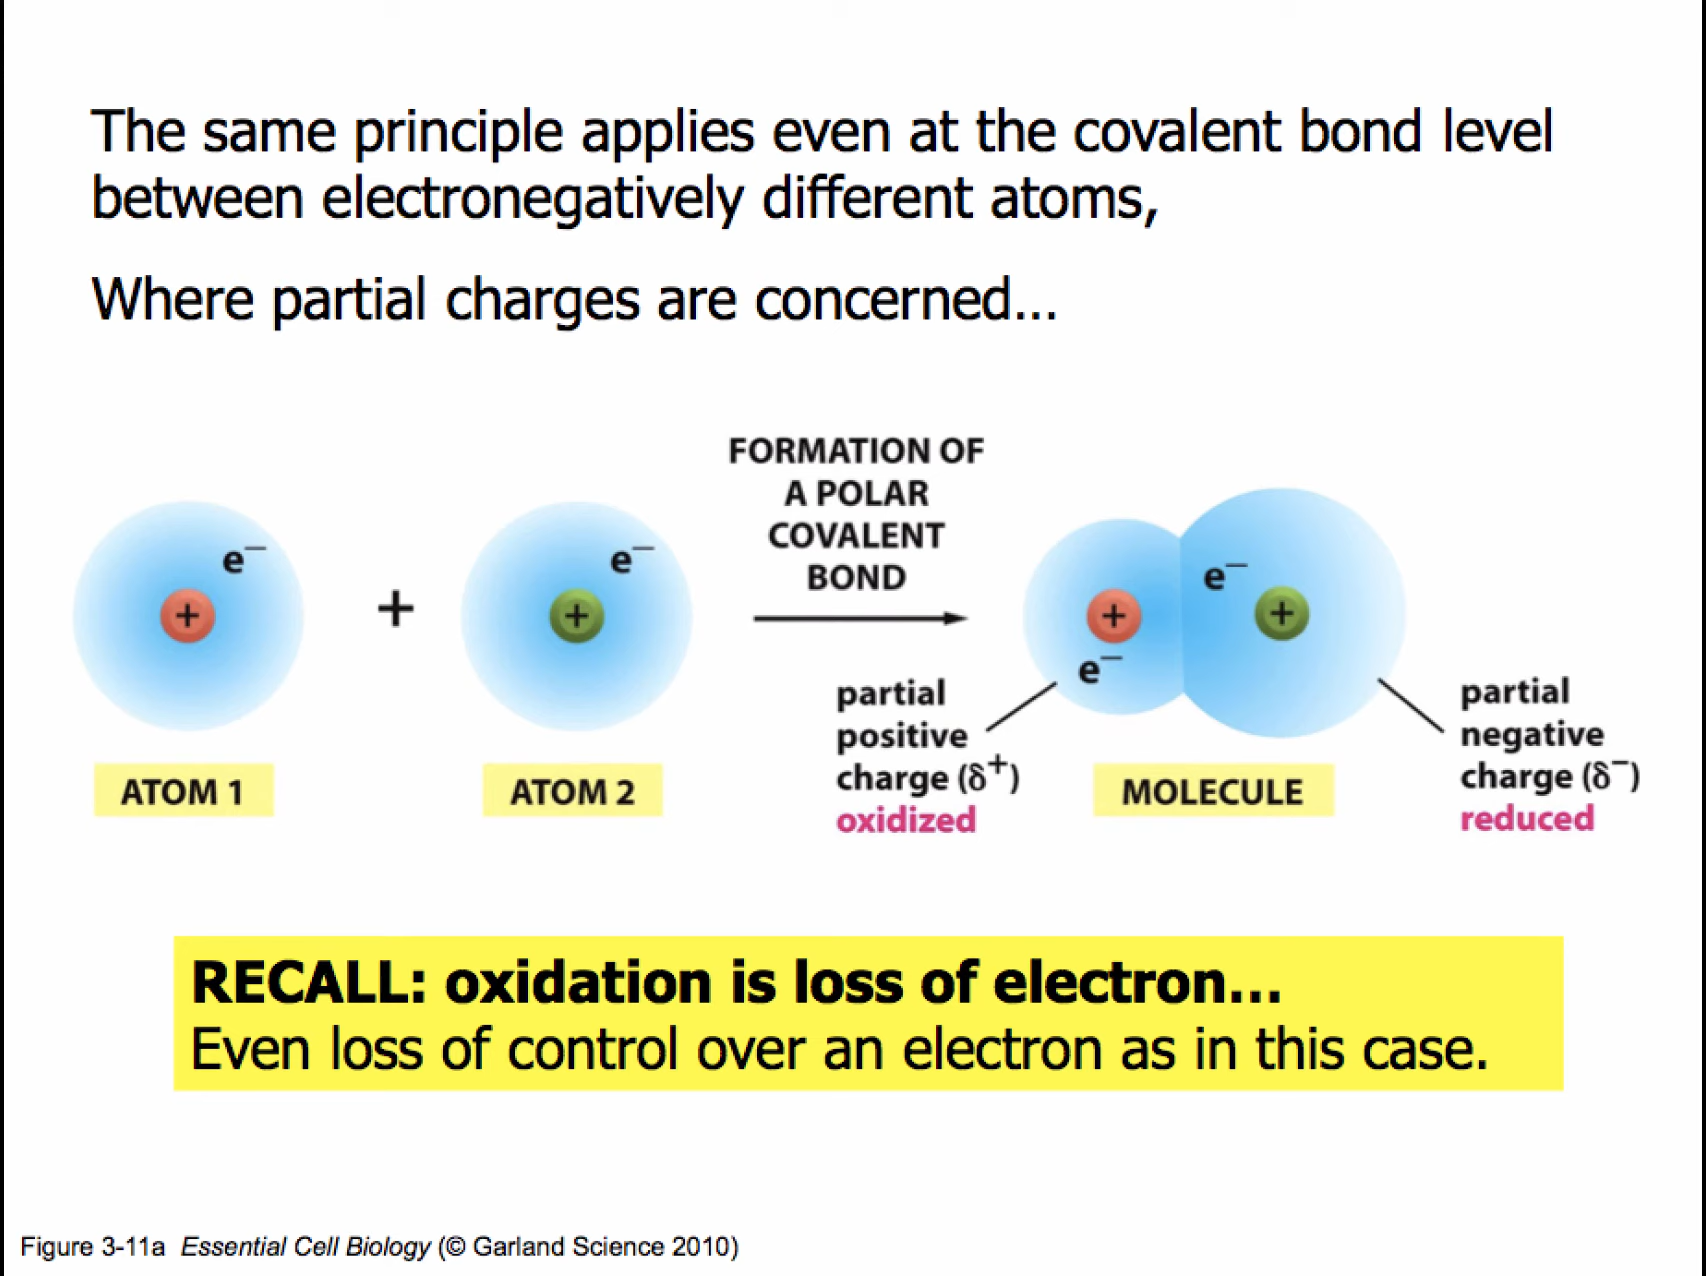 The same principle applies even at the covalent bond level
between electronegatively different atoms,
Where partial charges are concerned...
FORMATION OF
A POLAR
COVALENT
BOND
e⁻
+
+
e⁻
+
e⁻
+
e⁻
+
partial
positive
charge (δ⁺)
oxidized
partial
negative
charge (δ⁻)
reduced
ATOM 1
ATOM 2
MOLECULE
RECALL: oxidation is loss of electron...
Even loss of control over an electron as in this case.
Figure 3-11a Essential Cell Biology (© Garland Science 2010)